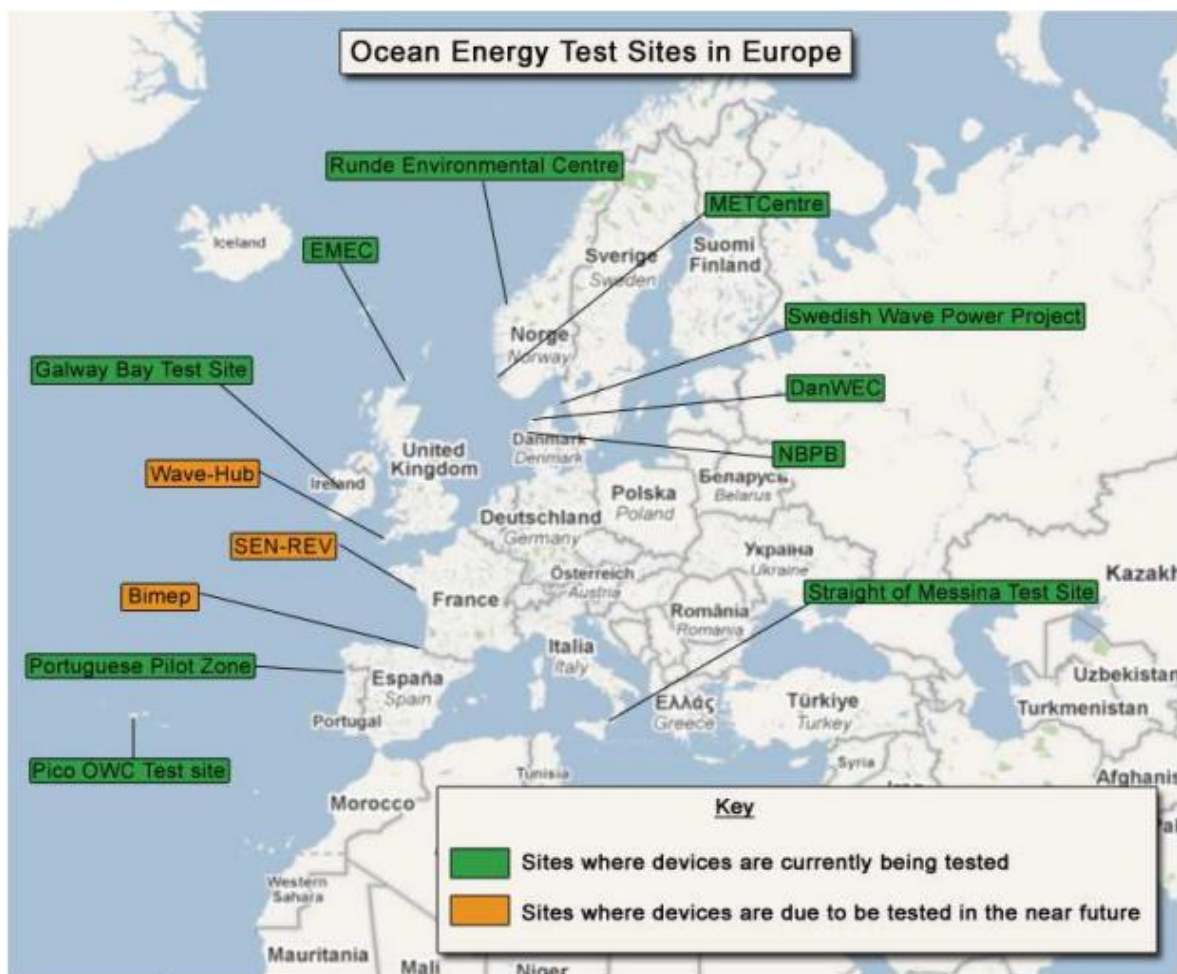 Ocean Energy Test Sites in Europe
Runde Environmental Centre
METCentre
Iceland
EMEC
Sverige
Sweden
Suomi
Finland
Swedish Wave Power Project
Norge
Norway
Galway Bay Test Site
DanWEC
Danmark
Denmark
United
Kingdom
NBPB
Wave-Hub
Ireland
Беларусь
Belarus
Polska
Poland
Deutschland
Germany
SEN-REV
Україна
Ukraine
Österreich
Austria
Kazakh
Bimep
France
Straight of Messina Test Site
România
Romania
Italia
Italy
Portuguese Pilot Zone
España
Spain
Uzbekistan
Ελλάς
Greece
Türkiye
Turkey
Turkmenistan
Portugal
Pico OWC Test site
Tunisia
Syria
Afghanis
Morocco
Key
Sites where devices are currently being tested
Western
Sahara
Sites where devices are due to be tested in the near future
Mauritania
Mali
Niger